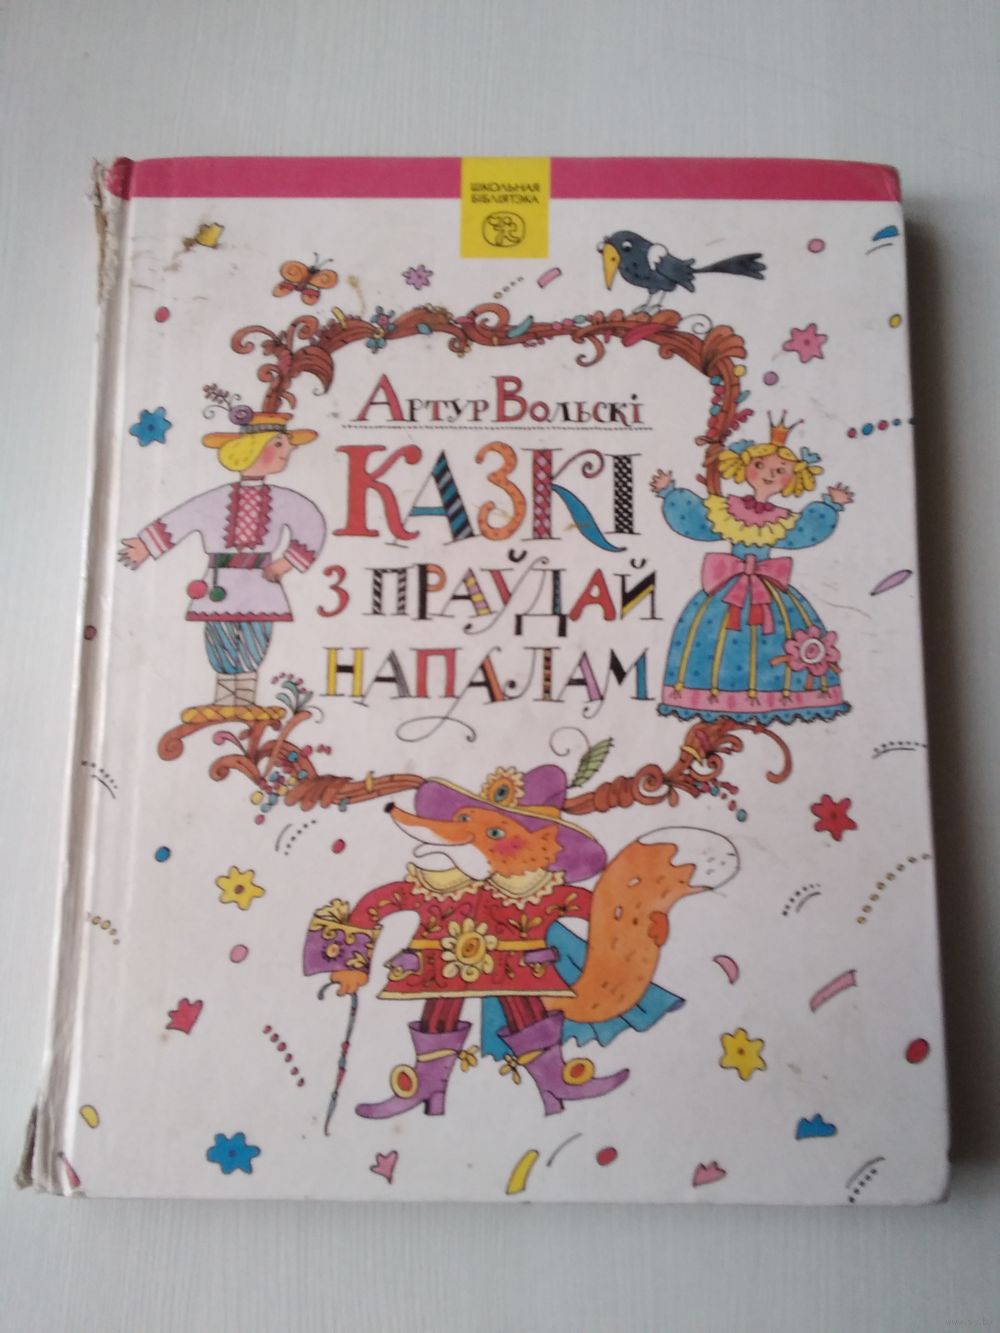 ШКОЛЬНАЯ
БІБЛІЯТЭКА
АРТУР ВОЛЬСКІ
КАЗКІ
З ПРАЎДАЙ
НАПАЛАМ